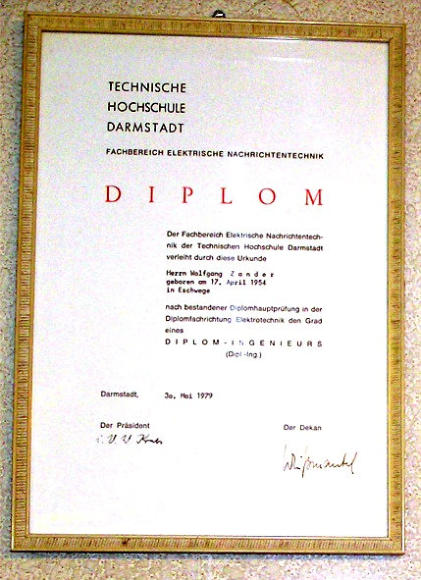 TECHNISCHE
HOCHSCHULE
DARMSTADT
FACHBEREICH ELEKTRISCHE NACHRICHTENTECHNIK
DIPLOM
Der Fachbereich Elektrische Nachrichtentech-
nik der Technischen Hochschule Darmstadt
verleiht durch diese Urkunde
Herrn Wolfgang Zander
geboren am 17. April 1954
in Eschwege
nach bestandener Diplomhauptprüfung in der
Diplomfachrichtung Elektrotechnik den Grad
eines
DIPLOM-INGENIEURS
(Dipl.-Ing.)
Darmstadt, 30. Mai 1979
Der Präsident Der Dekan
i. V.